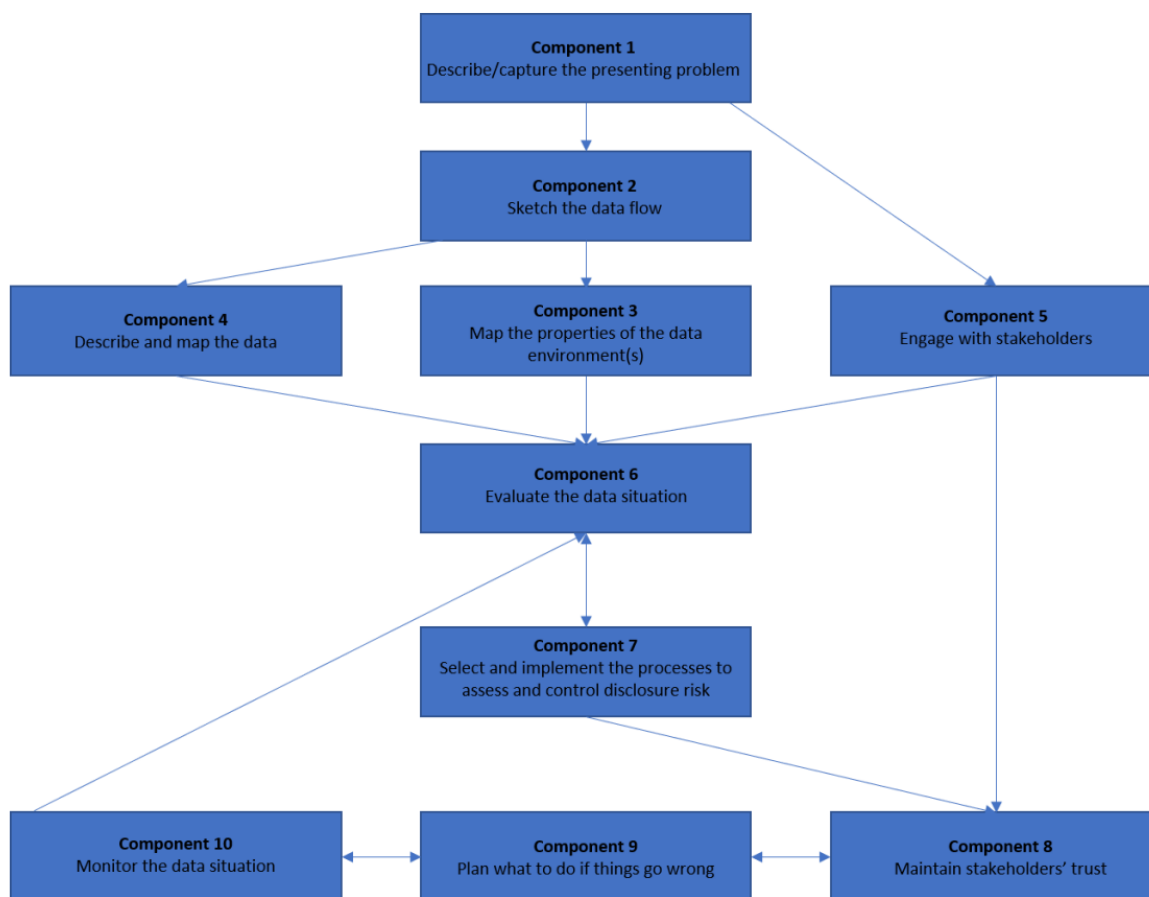 Component 1
Describe/capture the presenting problem
Component 2
Sketch the data flow
Component 4
Describe and map the data
Component 3
Map the properties of the data
environment(s)
Component 5
Engage with stakeholders
Component 6
Evaluate the data situation
Component 7
Select and implement the processes to
assess and control disclosure risk
Component 10
Monitor the data situation
Component 9
Plan what to do if things go wrong
Component 8
Maintain stakeholders’ trust